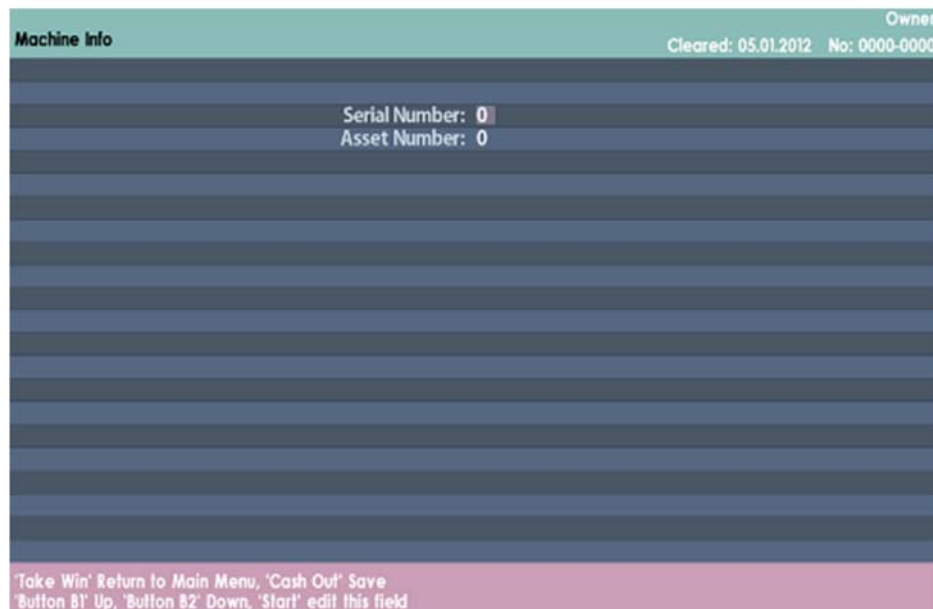 Owner
Machine Info
Cleared: 05.01.2012 No: 0000-0000
Serial Number: 0
Asset Number: 0
'Take Win' Return to Main Menu, 'Cash Out' Save
'Button B1' Up, 'Button B2' Down, 'Start' edit this field